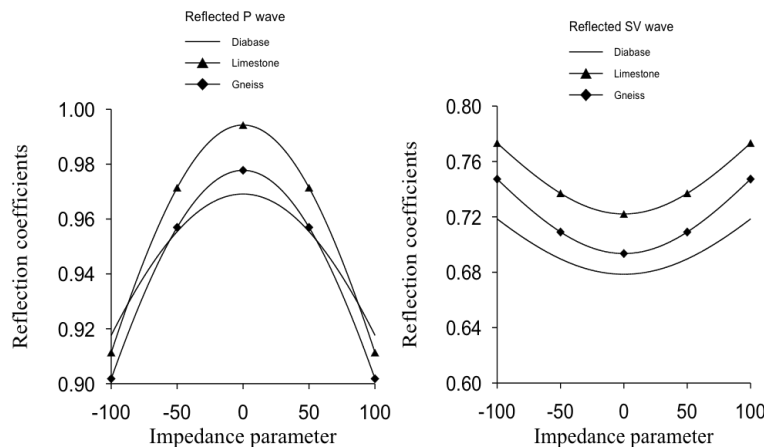 Reflected P wave
Diabase
Limestone
Gneiss
1.00
0.98
0.96
0.94
0.92
0.90
-100 -50 0 50 100
Reflection coefficients
Impedance parameter
Reflected SV wave
Diabase
Limestone
Gneiss
0.80
0.76
0.72
0.68
0.64
0.60
-100 -50 0 50 100
Reflection coefficients
Impedance parameter